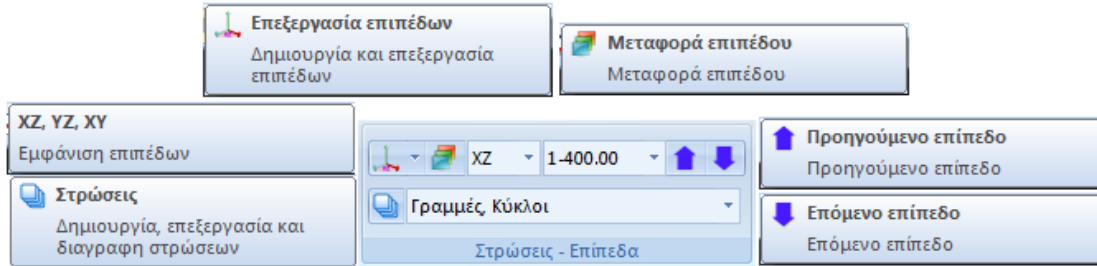 Επεξεργασία επιπέδων
Δημιουργία και επεξεργασία
επιπέδων
Μεταφορά επιπέδου
Μεταφορά επιπέδου
XZ, YZ, XY
Εμφάνιση επιπέδων
Στρώσεις
Δημιουργία, επεξεργασία και
διαγραφη στρώσεων
XZ 1-400.00
Γραμμές, Κύκλοι
Στρώσεις - Επίπεδα
Προηγούμενο επίπεδο
Προηγούμενο επίπεδο
Επόμενο επίπεδο
Επόμενο επίπεδο